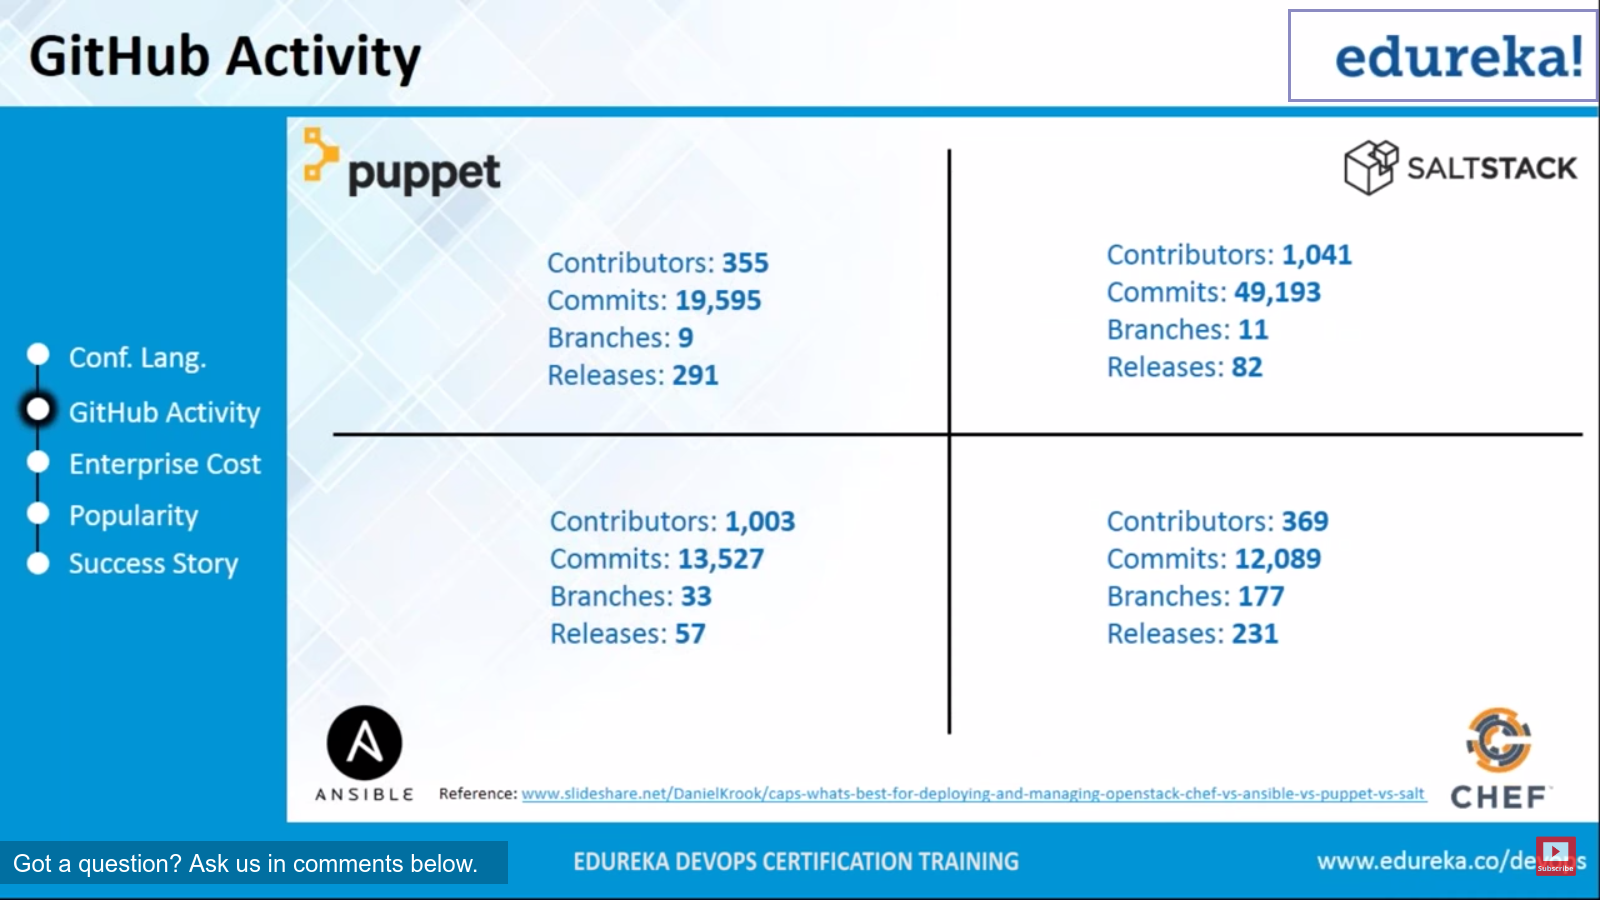 GitHub Activity
edureka!
puppet
SALTSTACK
Contributors: 355
Commits: 19,595
Branches: 9
Releases: 291
Contributors: 1,041
Commits: 49,193
Branches: 11
Releases: 82
Conf. Lang.
GitHub Activity
Enterprise Cost
Popularity
Success Story
Contributors: 1,003
Commits: 13,527
Branches: 33
Releases: 57
Contributors: 369
Commits: 12,089
Branches: 177
Releases: 231
ANSIBLE
Reference: www.slideshare.net/DanielKrook/caps-whats-best-for-deploying-and-managing-openstack-chef-vs-ansible-vs-puppet-vs-salt
CHEF
Got a question? Ask us in comments below.
EDUREKA DEVOPS CERTIFICATION TRAINING
www.edureka.co/devops
Subscribe